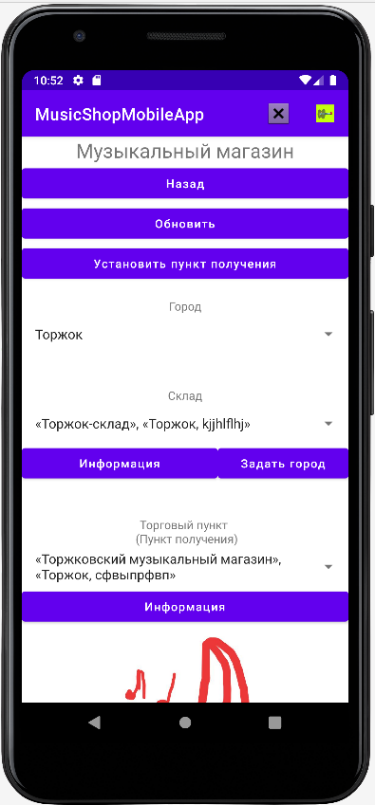 10:52
MusicShopMobileApp
Музыкальный магазин
Назад
Обновить
Установить пункт получения
Город
Торжок
Склад
«Торжок-склад», «Торжок, kjjhlflhj»
Информация
Задать город
Торговый пункт
(Пункт получения)
«Торжковский музыкальный магазин»,
«Торжок, сфвыпрфвп»
Информация